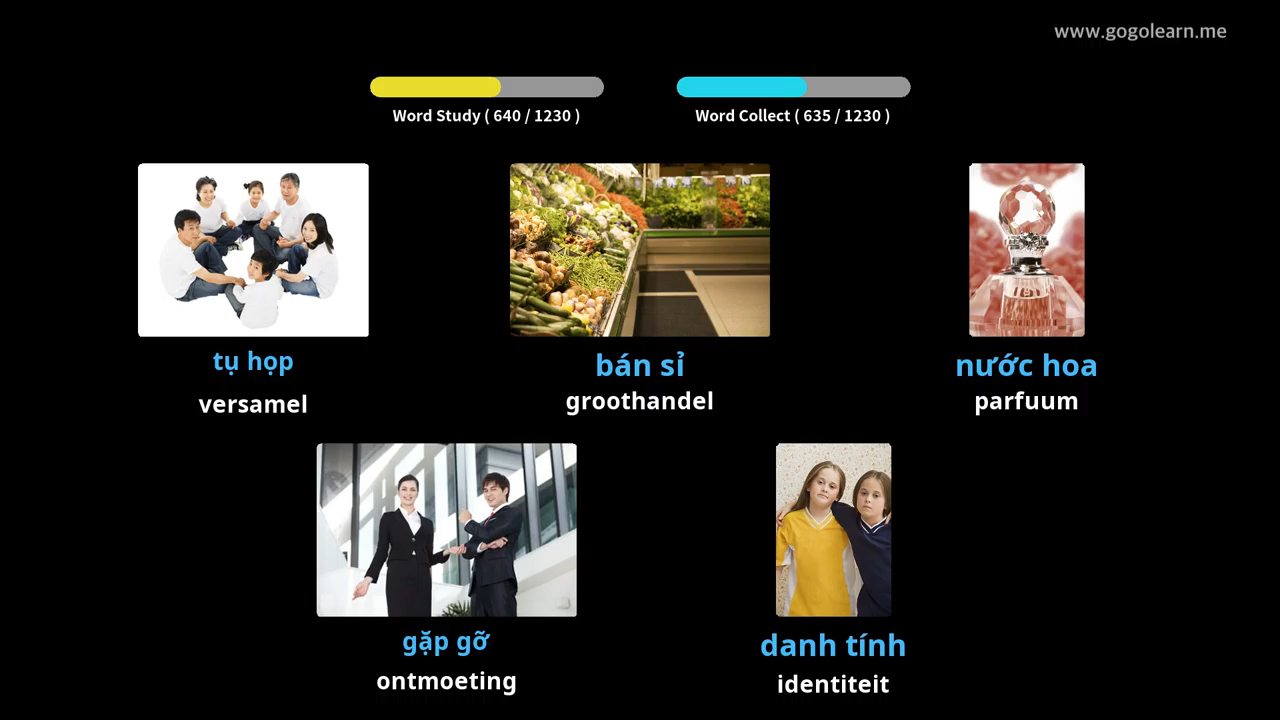 www.gogolearn.me
Word Study ( 640 / 1230 )
Word Collect ( 635 / 1230 )
tụ họp
versamel
bán sỉ
groothandel
nước hoa
parfuum
gặp gỡ
ontmoeting
danh tính
identiteit